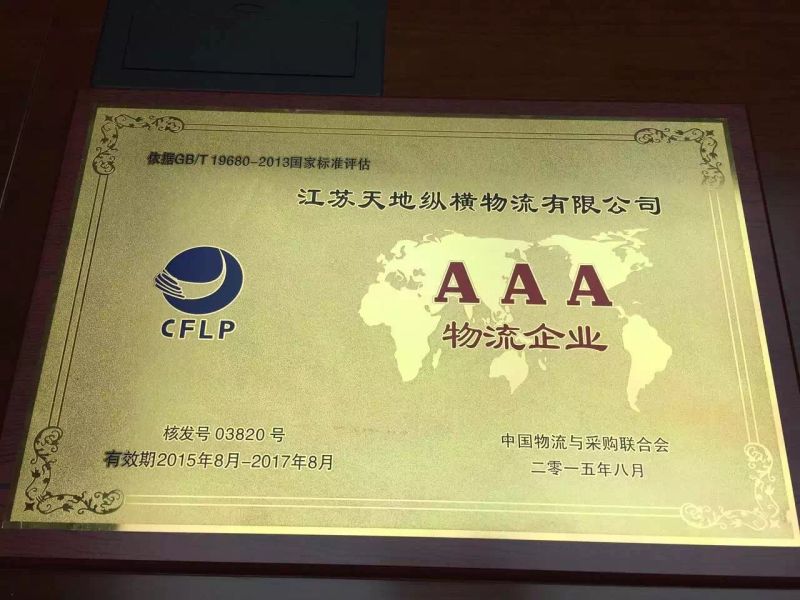 依据GB/T 19680-2013国家标准评估
江苏天地纵横物流有限公司
CFLP
AAA
物流企业
核发号 03820 号
有效期2015年8月-2017年8月
中国物流与采购联合会
二零一五年八月